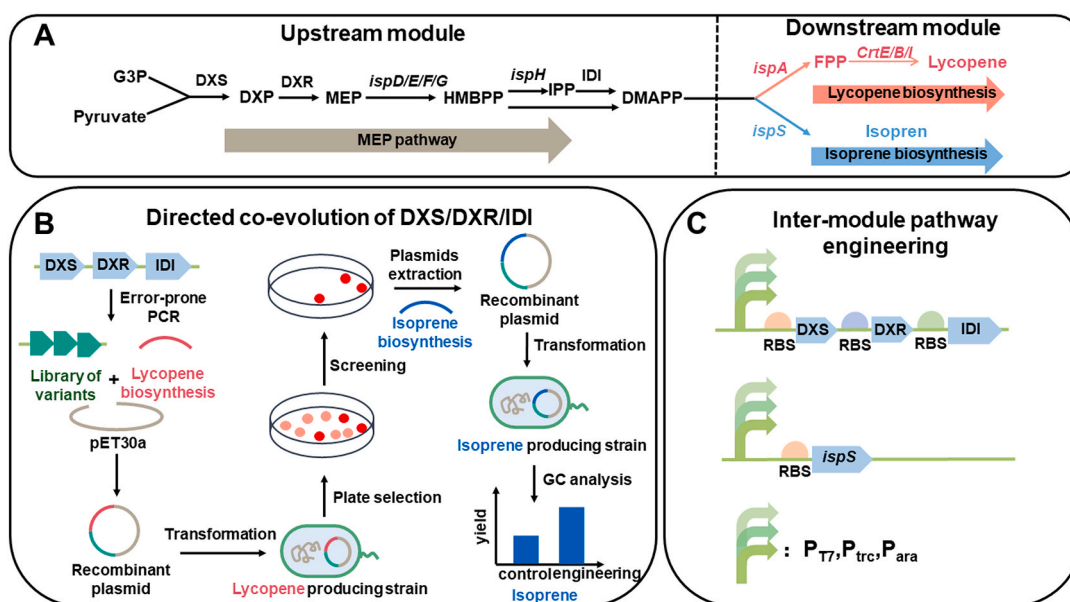 A
Upstream module
Downstream module
G3P
Pyruvate
DXS
DXP
DXR
MEP
ispD/E/F/G
HMBPP
ispH
IPP
IDI
DMAPP
MEP pathway
ispA
FPP
CrtE/B/I
Lycopene
Lycopene biosynthesis
ispS
Isopren
Isoprene biosynthesis
B
Directed co-evolution of DXS/DXR/IDI
DXS
DXR
IDI
Error-prone
PCR
Library of
variants
+
Lycopene
biosynthesis
pET30a
Recombinant
plasmid
Transformation
Lycopene producing strain
Plate selection
Screening
Plasmids
extraction
Isoprene
biosynthesis
Recombinant
plasmid
Transformation
Isoprene producing strain
GC analysis
yield
control
engineering
Isoprene
C
Inter-module pathway
engineering
RBS
DXS
RBS
DXR
RBS
IDI
RBS
ispS
: PT7,Ptrc,Para